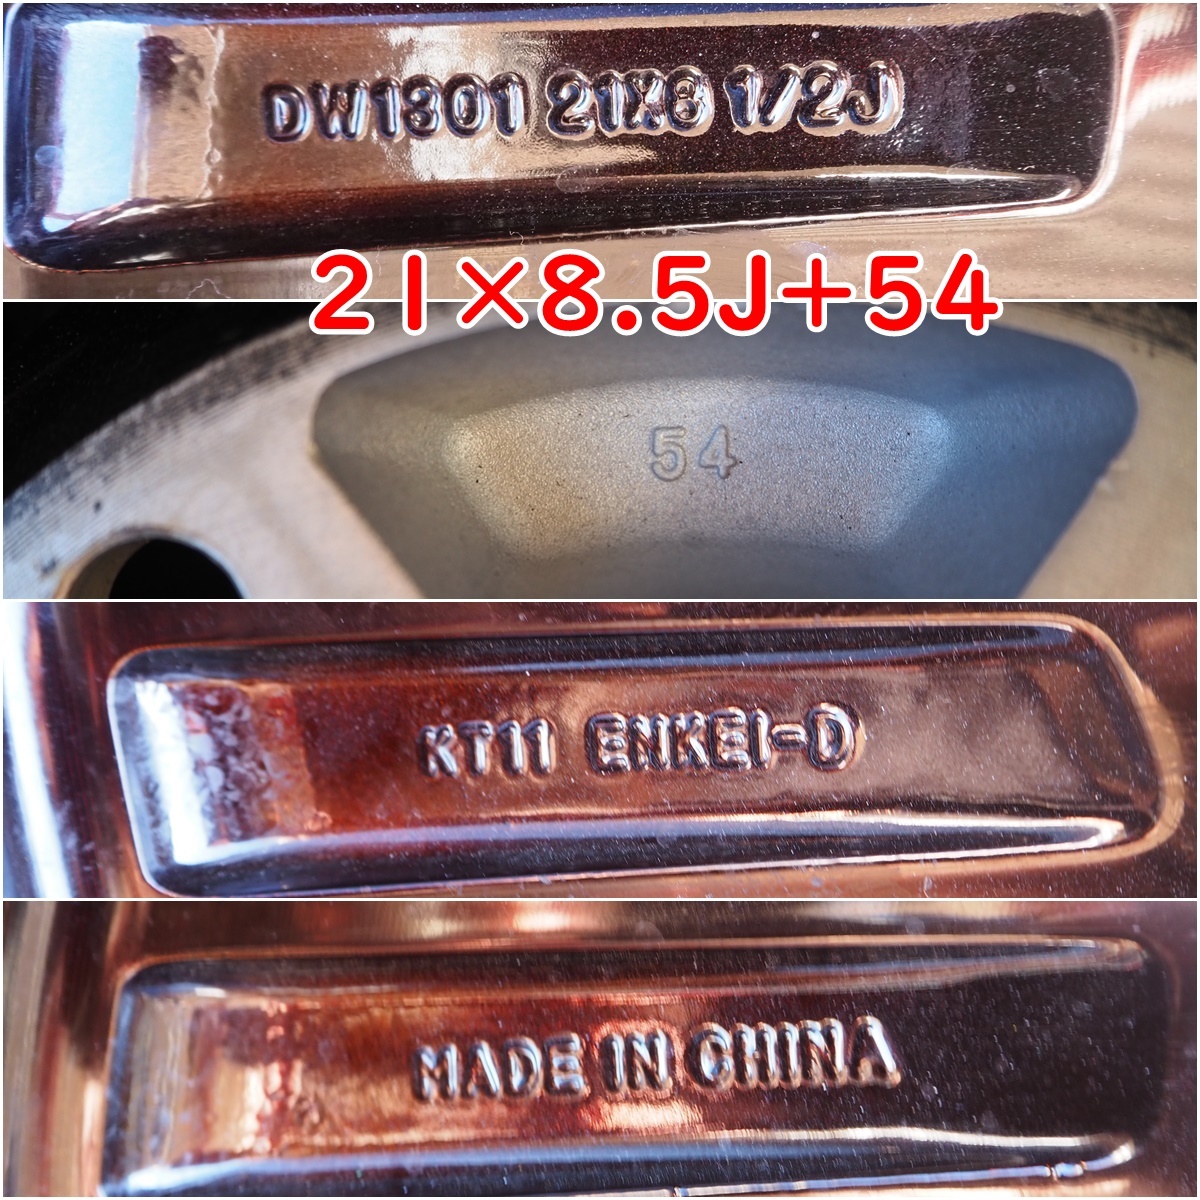 DW1301 21X8 1/2J
21×8.5J+54
54
KT11 ENKEI-D
MADE IN CHINA